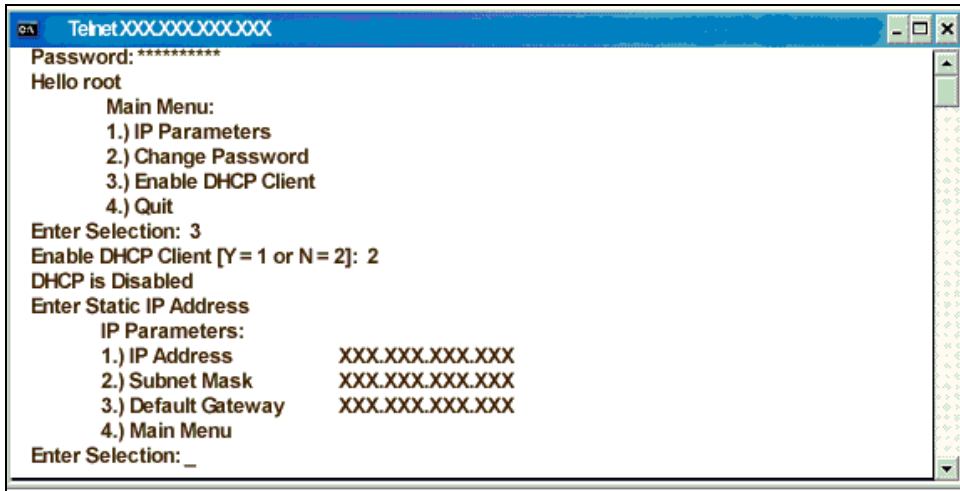 Telnet XXX.XXX.XXX.XXX
Password: **********
Hello root
Main Menu:
1.) IP Parameters
2.) Change Password
3.) Enable DHCP Client
4.) Quit
Enter Selection: 3
Enable DHCP Client [Y = 1 or N = 2]: 2
DHCP is Disabled
Enter Static IP Address
IP Parameters:
1.) IP Address XXX.XXX.XXX.XXX
2.) Subnet Mask XXX.XXX.XXX.XXX
3.) Default Gateway XXX.XXX.XXX.XXX
4.) Main Menu
Enter Selection: _